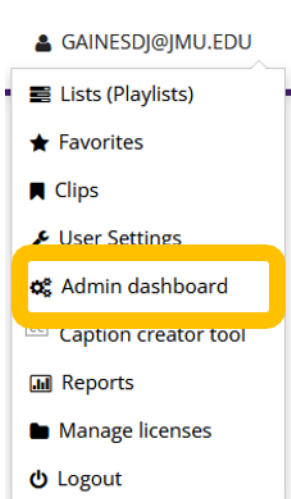 GAINESDJ@JMU.EDU
Lists (Playlists)
Favorites
Clips
User Settings
Admin dashboard
Caption creator tool
Reports
Manage licenses
Logout